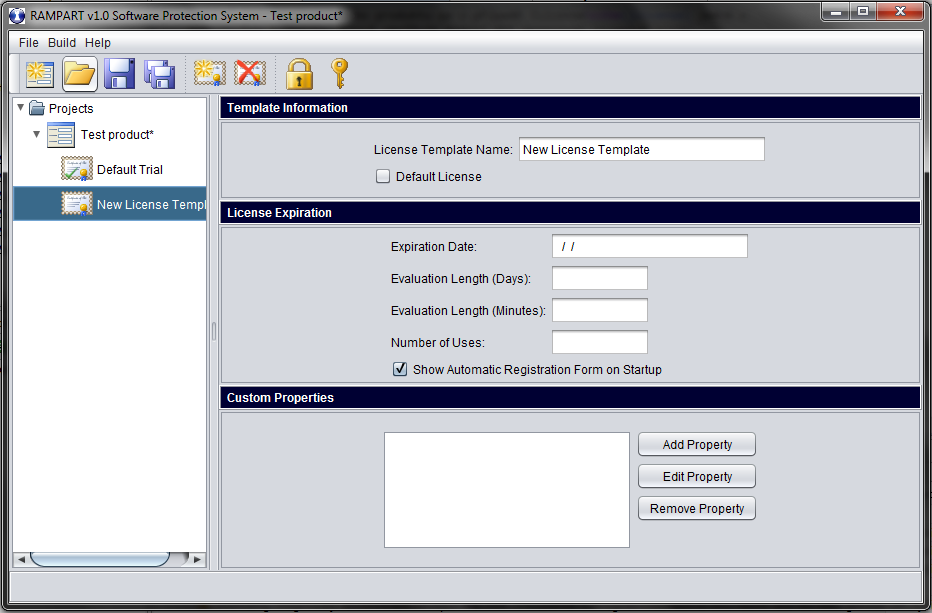 RAMPART v1.0 Software Protection System - Test product*
File Build Help
Projects
Test product*
Default Trial
New License Templ
Template Information
License Template Name: New License Template
Default License
License Expiration
Expiration Date: / /
Evaluation Length (Days):
Evaluation Length (Minutes):
Number of Uses:
Show Automatic Registration Form on Startup
Custom Properties
Add Property
Edit Property
Remove Property